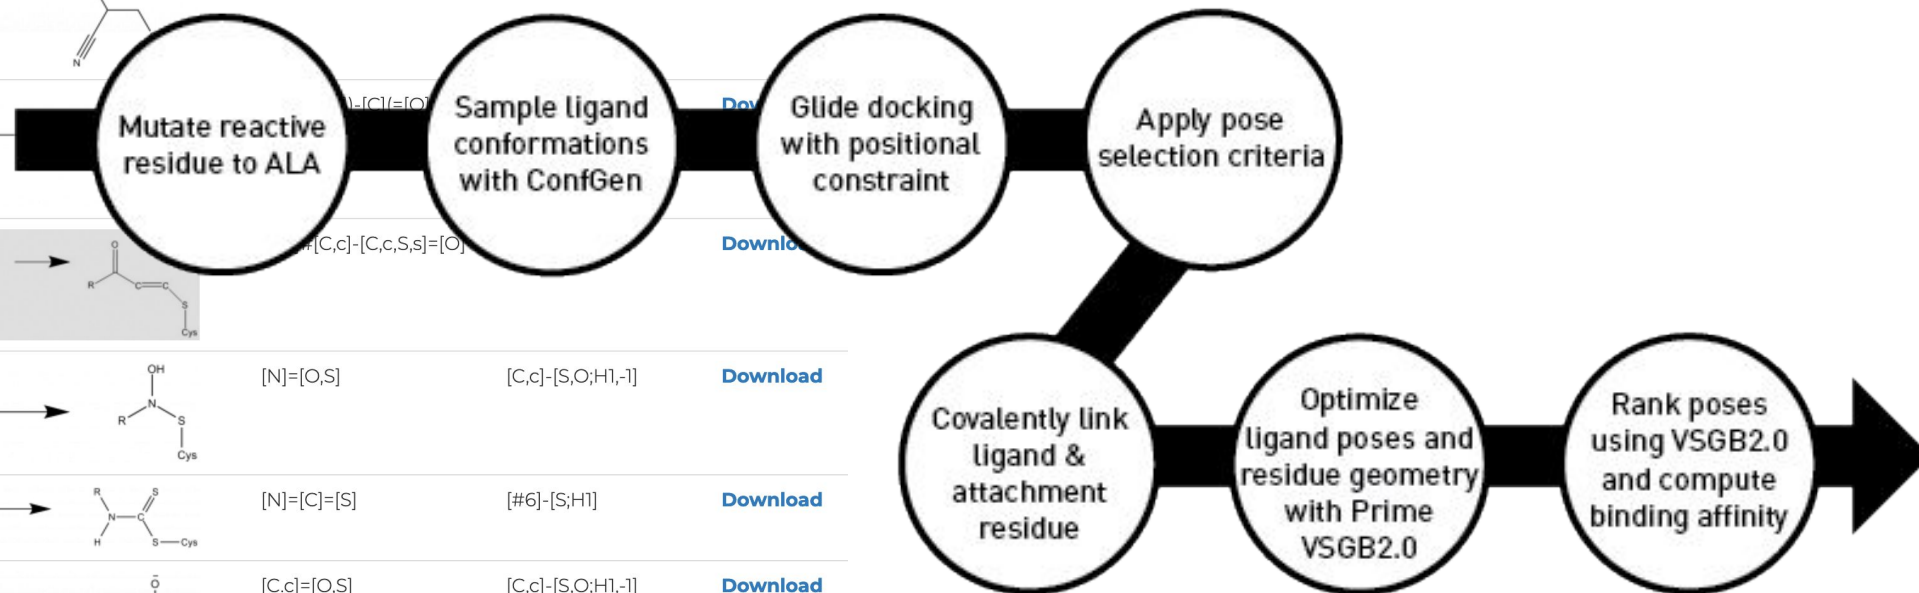 N
Mutate reactive
residue to ALA
)-[C](=[O]
Sample ligand
conformations
with ConfGen
Glide docking
with positional
constraint
Apply pose
selection criteria
O
R
C
C
S
Cys
#[C,c]-[C,c,S,s]=[O]
OH
N
R
S
Cys
[N]=[O,S]
[C,c]-[S,O;H1,-1]
Download
R
S
N
C
H
S
Cys
[N]=[C]=[S]
[#6]-[S;H1]
Download
O
[C,c]=[O,S]
[C,c]-[S,O;H1,-1]
Download
Covalently link
ligand &
attachment
residue
Optimize
ligand poses and
residue geometry
with Prime
VSGB2.0
Rank poses
using VSGB2.0
and compute
binding affinity